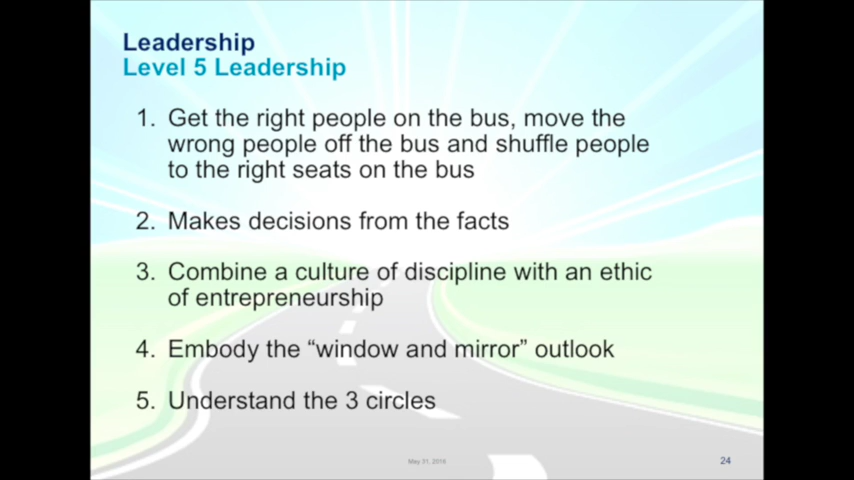 Leadership
Level 5 Leadership
1. Get the right people on the bus, move the
wrong people off the bus and shuffle people
to the right seats on the bus
2. Makes decisions from the facts
3. Combine a culture of discipline with an ethic
of entrepreneurship
4. Embody the “window and mirror” outlook
5. Understand the 3 circles
May 31, 2016
24